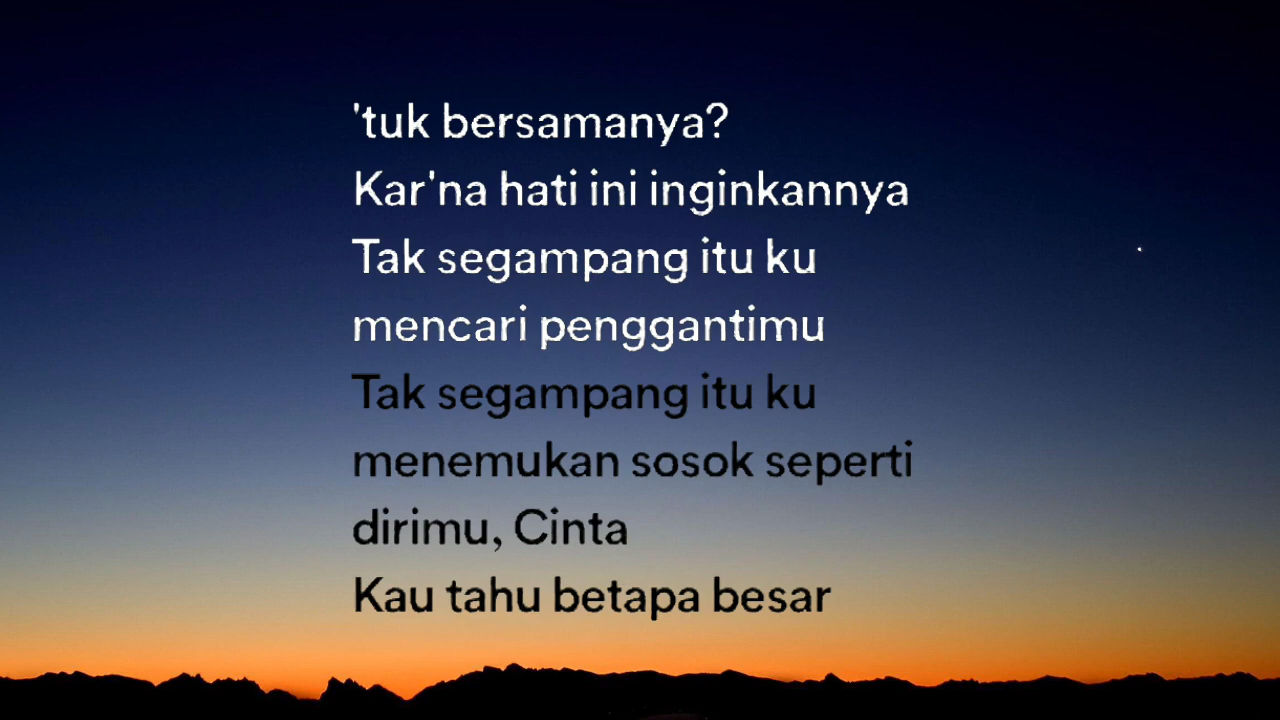 'tuk bersamanya?
Kar'na hati ini inginkannya
Tak segampang itu ku
mencari penggantimu
Tak segampang itu ku
menemukan sosok seperti
dirimu, Cinta
Kau tahu betapa besar